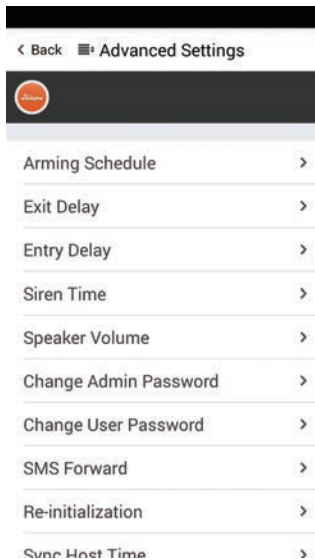 < Back Advanced Settings
Arming Schedule >
Exit Delay >
Entry Delay >
Siren Time >
Speaker Volume >
Change Admin Password >
Change User Password >
SMS Forward >
Re-initialization >
Sync Host Time >